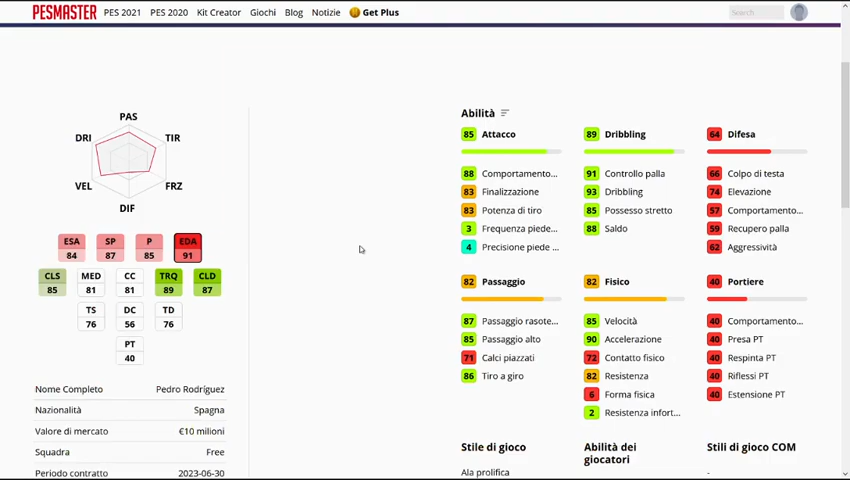 PESMASTER PES 2021 PES 2020 Kit Creator Giochi Blog Notizie Get Plus Search
PAS
DRI TIR
VEL FRZ
DIF
ESA SP P EDA
84 87 85 91
CLS MED CC TRQ CLD
85 81 81 89 87
TS DC TD
76 56 76
PT
40
Nome Completo Pedro Rodríguez
Nazionalità Spagna
Valore di mercato €10 milioni
Squadra Free
Periodo contratto 2023-06-30
Abilità
85 Attacco
88 Comportamento...
83 Finalizzazione
83 Potenza di tiro
3 Frequenza piede ...
4 Precisione piede ...
89 Dribbling
91 Controllo palla
93 Dribbling
85 Possesso stretto
88 Saldo
64 Difesa
66 Colpo di testa
74 Elevazione
57 Comportamento...
59 Recupero palla
62 Aggressività
82 Passaggio
87 Passaggio rasote...
85 Passaggio alto
71 Calci piazzati
86 Tiro a giro
82 Fisico
85 Velocità
90 Accelerazione
72 Contatto fisico
82 Resistenza
6 Forma fisica
2 Resistenza infort...
40 Portiere
40 Comportamento...
40 Presa PT
40 Respinta PT
40 Riflessi PT
40 Estensione PT
Stile di gioco
Ala prolifica
Abilità dei
giocatori
Stili di gioco COM
-